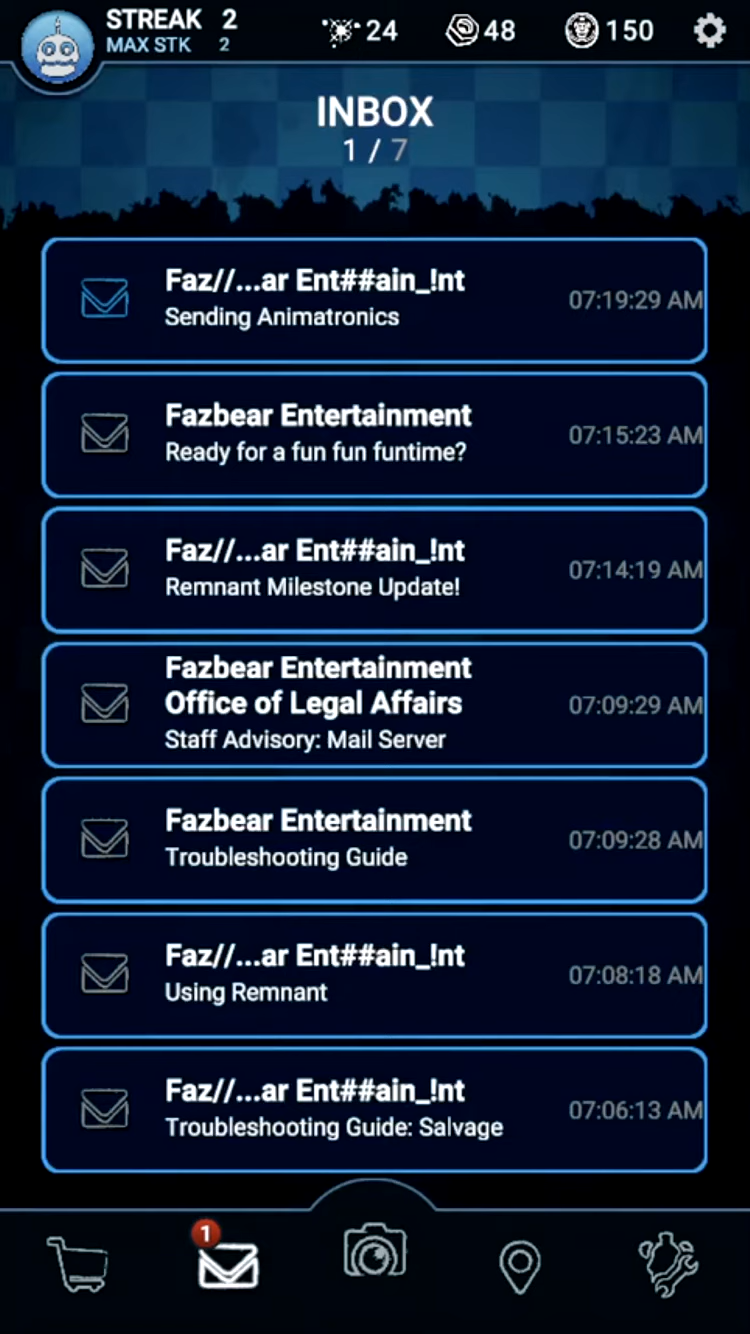 STREAK 2
MAX STK 2
24
48
150
INBOX
1 / 7
Faz//...ar Ent##ain_!nt
Sending Animatronics
07:19:29 AM
Fazbear Entertainment
Ready for a fun fun funtime?
07:15:23 AM
Faz//...ar Ent##ain_!nt
Remnant Milestone Update!
07:14:19 AM
Fazbear Entertainment
Office of Legal Affairs
Staff Advisory: Mail Server
07:09:29 AM
Fazbear Entertainment
Troubleshooting Guide
07:09:28 AM
Faz//...ar Ent##ain_!nt
Using Remnant
07:08:18 AM
Faz//...ar Ent##ain_!nt
Troubleshooting Guide: Salvage
07:06:13 AM
1